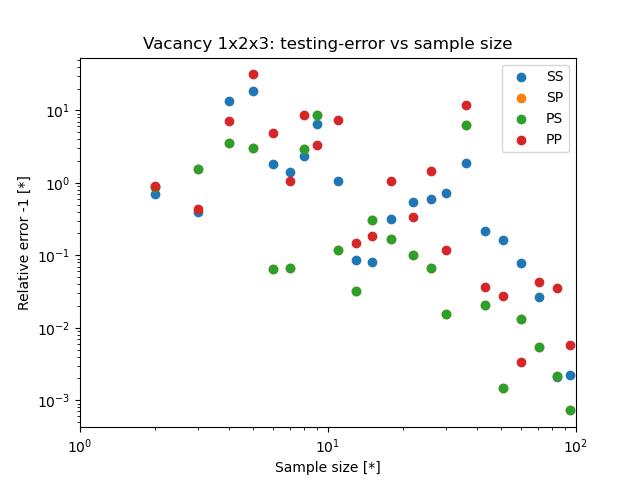 Vacancy 1x2x3: testing-error vs sample size
SS
SP
PS
PP
10¹
10⁰
10⁻¹
10⁻²
10⁻³
Relative error -1 [*]
10⁰ 10¹ 10²
Sample size [*]